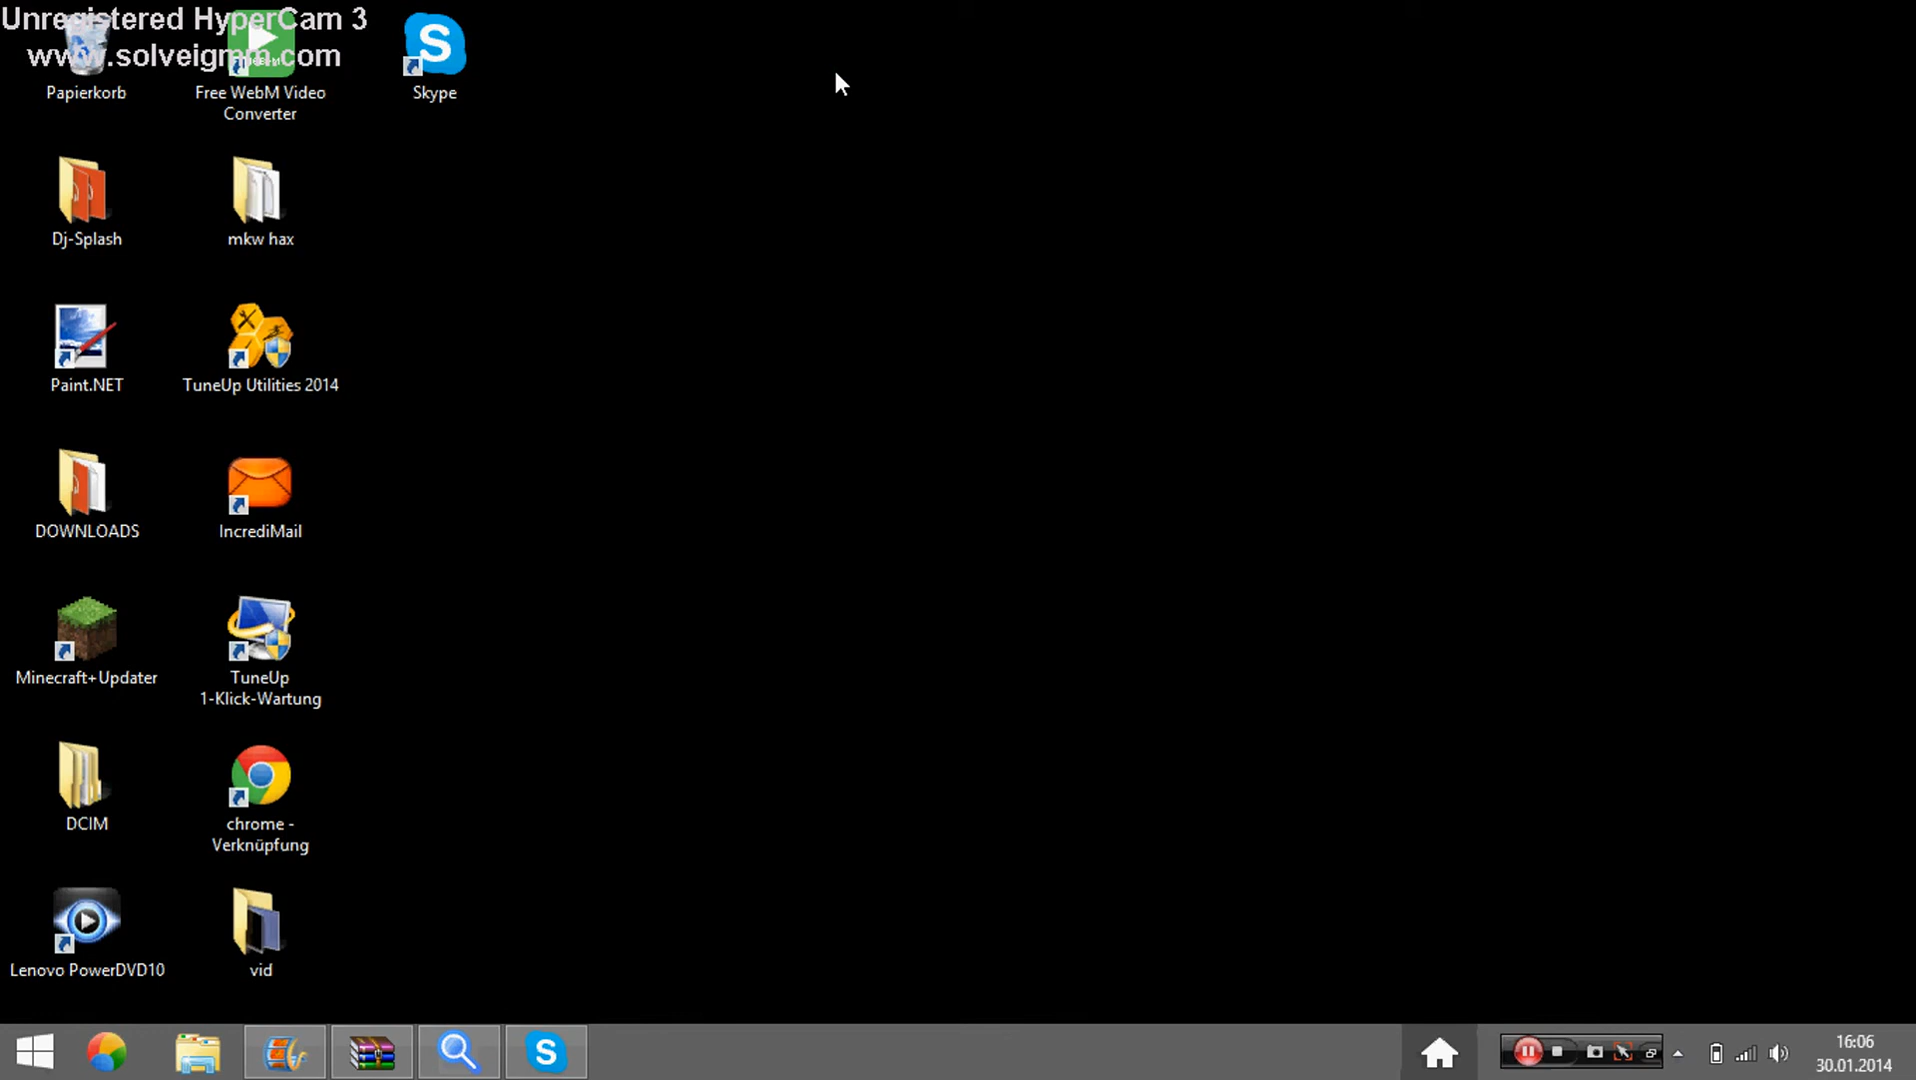 Unregistered HyperCam 3
www.solveigmm.com
Papierkorb
Free WebM Video
Converter
Skype
Dj-Splash
mkw hax
Paint.NET
TuneUp Utilities 2014
DOWNLOADS
IncrediMail
Minecraft+Updater
TuneUp
1-Klick-Wartung
DCIM
chrome -
Verknüpfung
Lenovo PowerDVD10
vid
16:06
30.01.2014